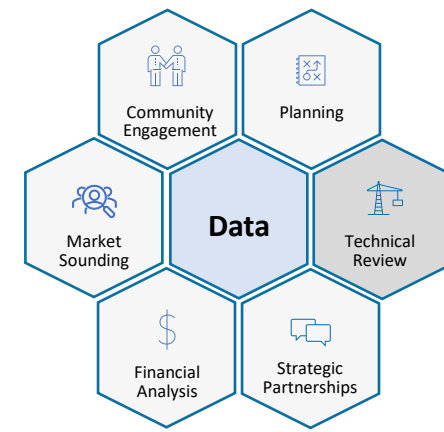 Community
Engagement
Planning
Market
Sounding
Data
Technical
Review
Financial
Analysis
Strategic
Partnerships